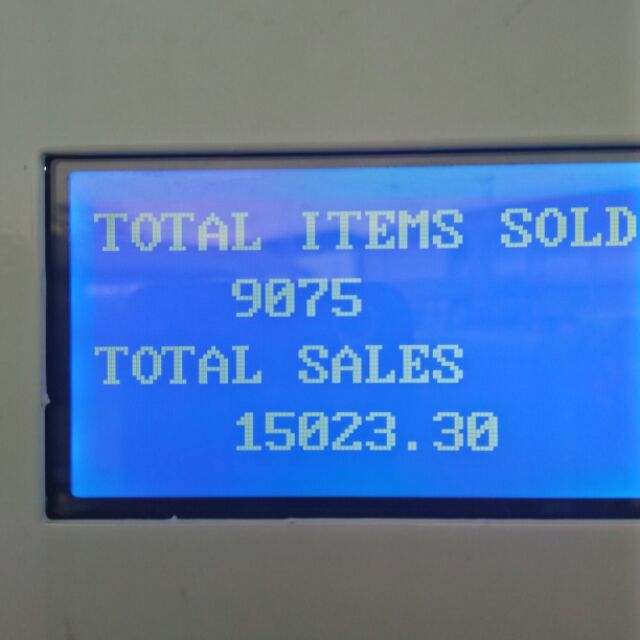 TOTAL ITEMS SOLD
9075
TOTAL SALES
15023.30